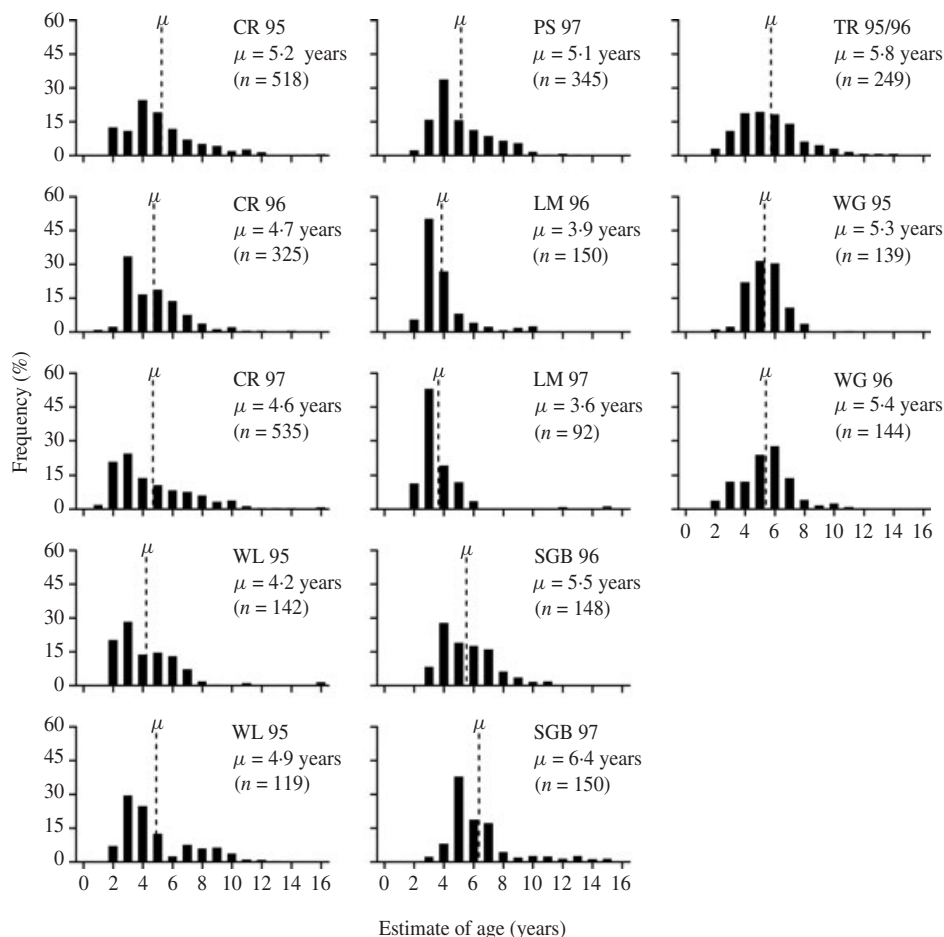 60 μ CR 95
45 μ = 5·2 years
30 (n = 518)
15
0
μ PS 97
μ = 5·1 years
(n = 345)
μ TR 95/96
μ = 5·8 years
(n = 249)
60 μ CR 96
45 μ = 4·7 years
30 (n = 325)
15
0
μ LM 96
μ = 3·9 years
(n = 150)
μ WG 95
μ = 5·3 years
(n = 139)
Frequency (%)
60 μ CR 97
45 μ = 4·6 years
30 (n = 535)
15
0
μ LM 97
μ = 3·6 years
(n = 92)
μ WG 96
μ = 5·4 years
(n = 144)
0 2 4 6 8 10 12 14 16
60 μ WL 95
45 μ = 4·2 years
30 (n = 142)
15
0
μ SGB 96
μ = 5·5 years
(n = 148)
60 μ WL 95
45 μ = 4·9 years
30 (n = 119)
15
0
0 2 4 6 8 10 12 14 16
μ SGB 97
μ = 6·4 years
(n = 150)
0 2 4 6 8 10 12 14 16
Estimate of age (years)